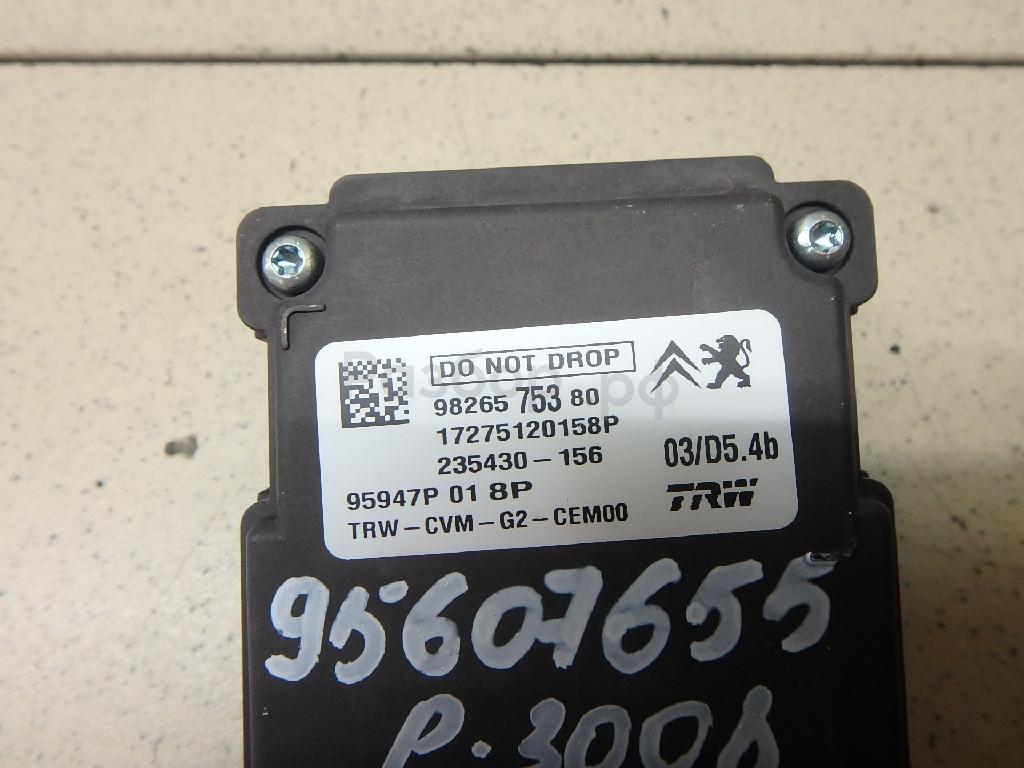 DO NOT DROP
98265 753 80
17275120158P
235430-156
03/D5.4b
95947P 01 8P
TRW
TRW-CVM-G2-CEM00
95607655
P-3008